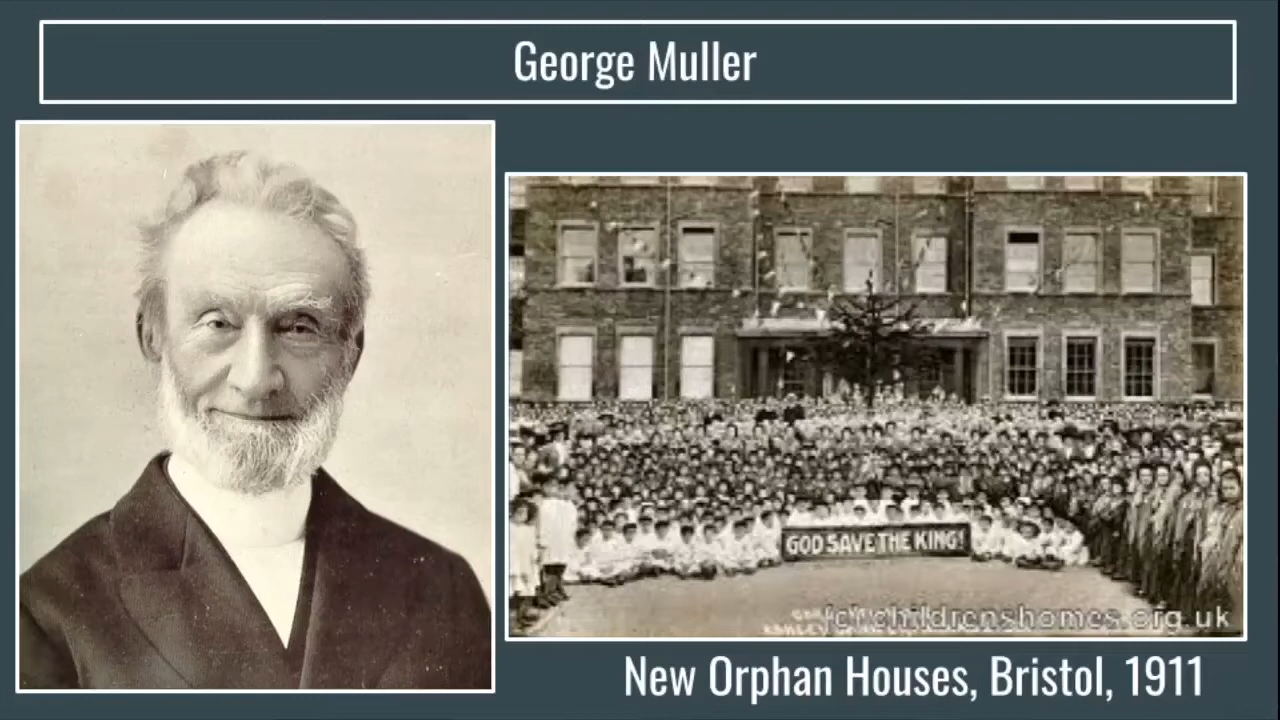 George Muller
GOD SAVE THE KING!
childrenshomes.org.uk
New Orphan Houses, Bristol, 1911